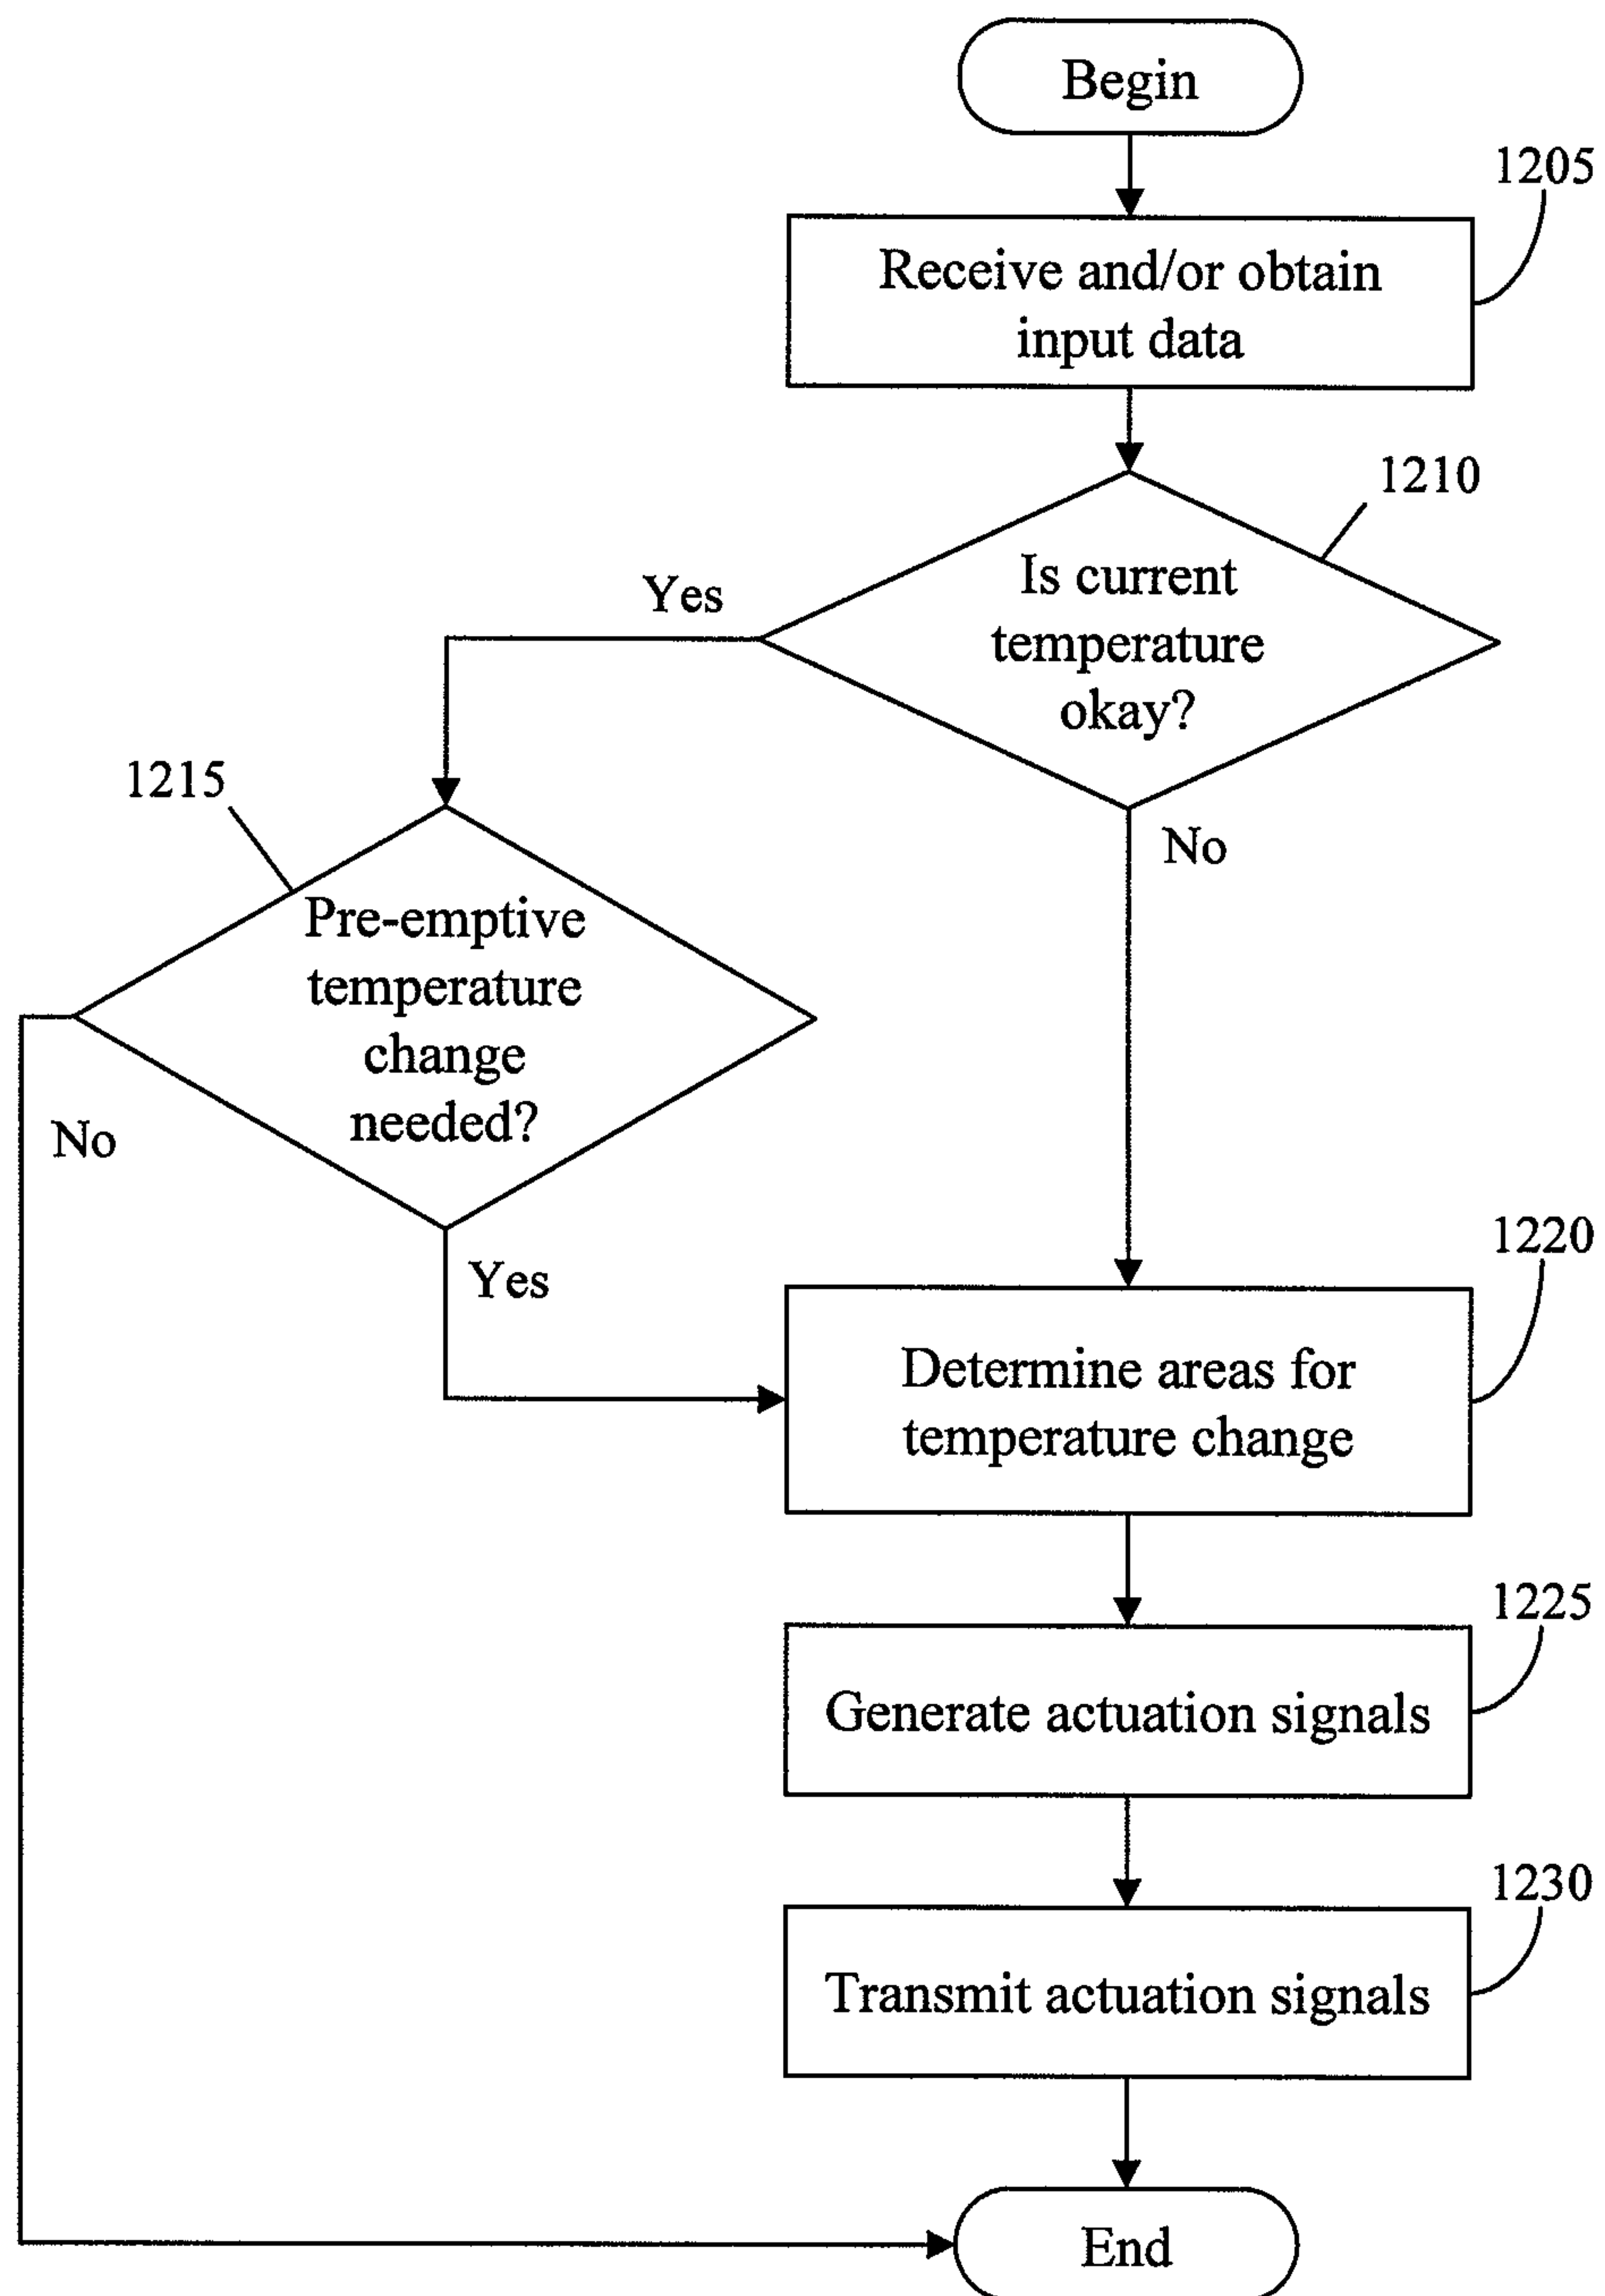 Begin
1205
Receive and/or obtain
input data
1210
Is current
temperature
okay?
Yes
No
1215
Pre-emptive
temperature
change
needed?
No
Yes
1220
Determine areas for
temperature change
1225
Generate actuation signals
1230
Transmit actuation signals
End